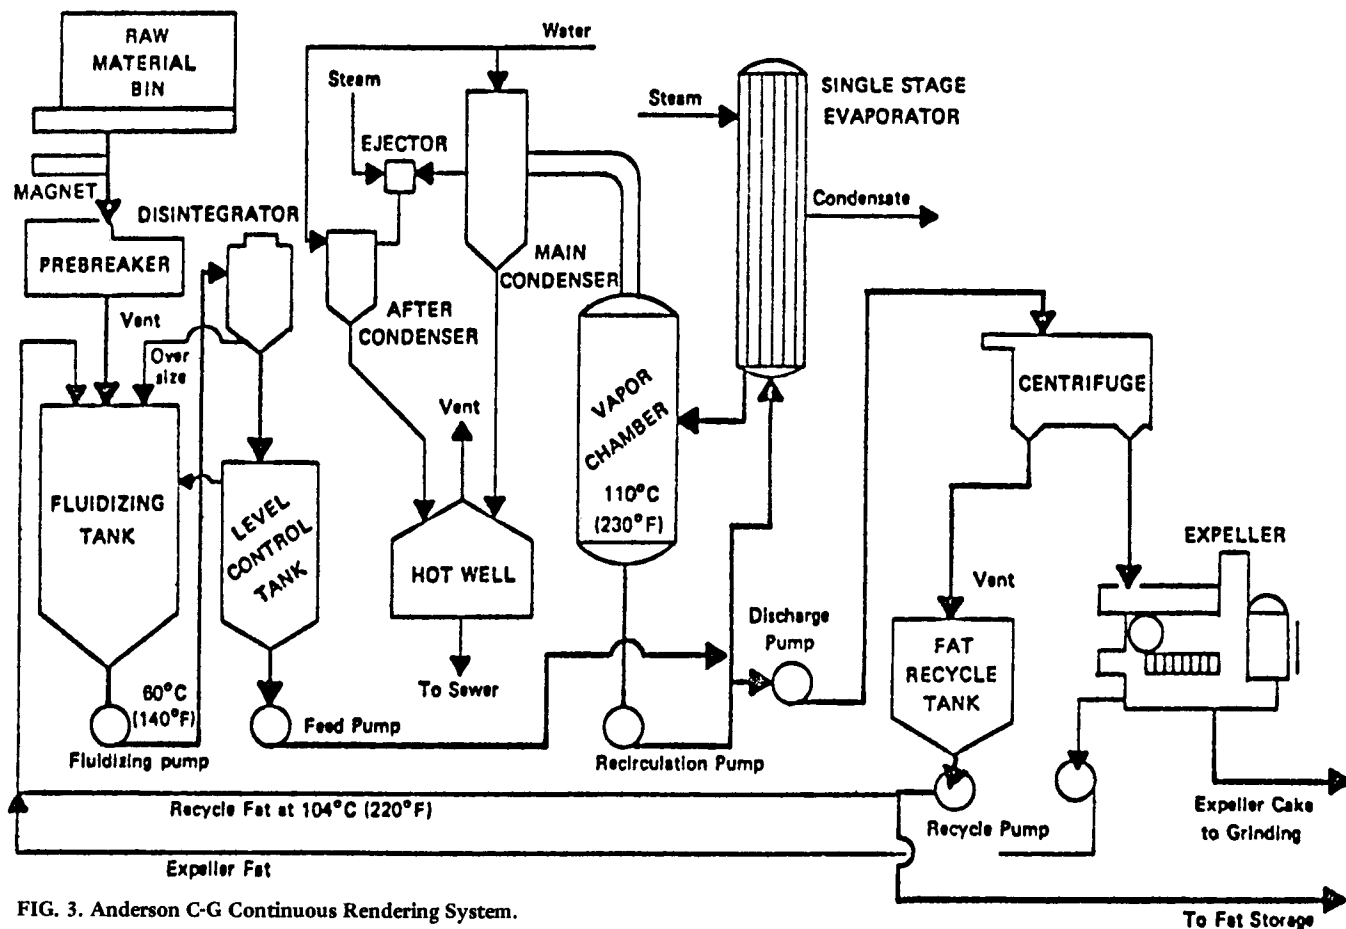 RAW
MATERIAL
BIN
MAGNET
PREBREAKER
DISINTEGRATOR
Vent
Over
size
FLUIDIZING
TANK
60°C
(140°F)
Fluidizing pump
LEVEL
CONTROL
TANK
Feed Pump
Water
Steam
EJECTOR
MAIN
CONDENSER
AFTER
CONDENSER
Vent
HOT WELL
To Sewer
VAPOR
CHAMBER
110°C
(230°F)
Recirculation Pump
Steam
SINGLE STAGE
EVAPORATOR
Condensate
Discharge
Pump
CENTRIFUGE
Vent
FAT
RECYCLE
TANK
Recycle Pump
EXPELLER
Expeller Cake
to Grinding
Recycle Fat at 104°C (220°F)
Expeller Fat
To Fat Storage
FIG. 3. Anderson C-G Continuous Rendering System.